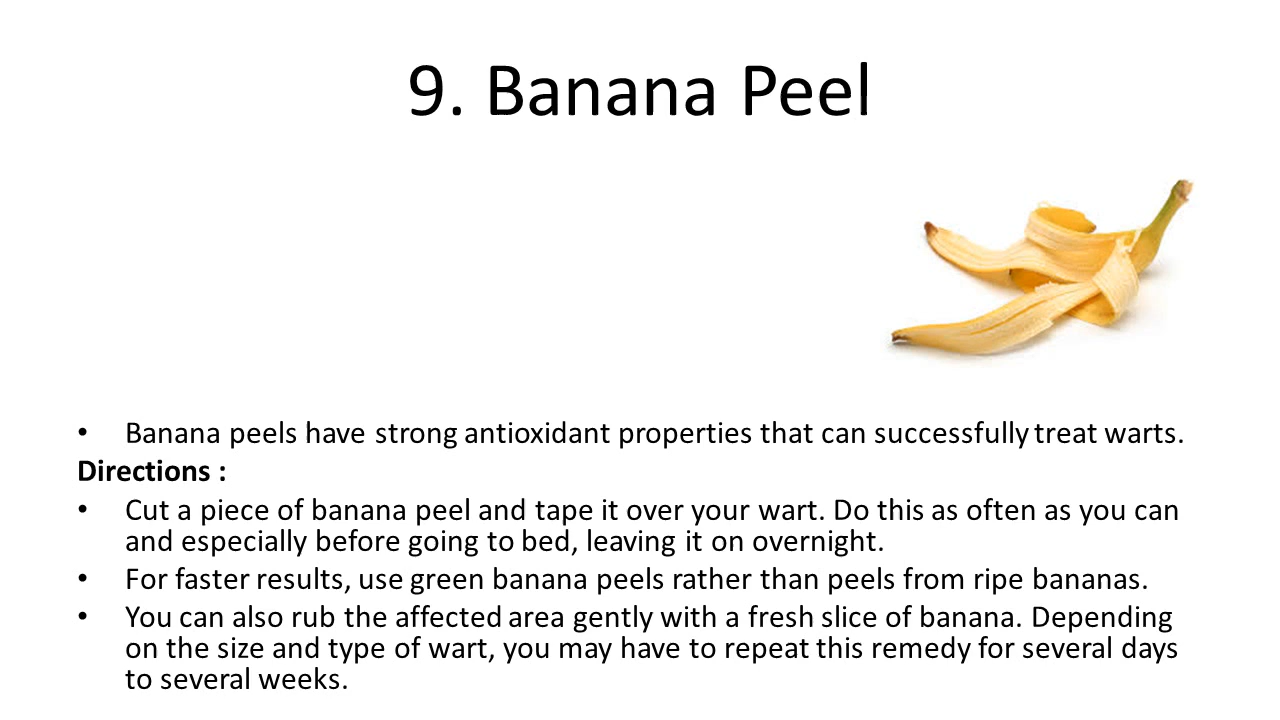 9. Banana Peel
• Banana peels have strong antioxidant properties that can successfully treat warts.
Directions :
• Cut a piece of banana peel and tape it over your wart. Do this as often as you can
and especially before going to bed, leaving it on overnight.
• For faster results, use green banana peels rather than peels from ripe bananas.
• You can also rub the affected area gently with a fresh slice of banana. Depending
on the size and type of wart, you may have to repeat this remedy for several days
to several weeks.